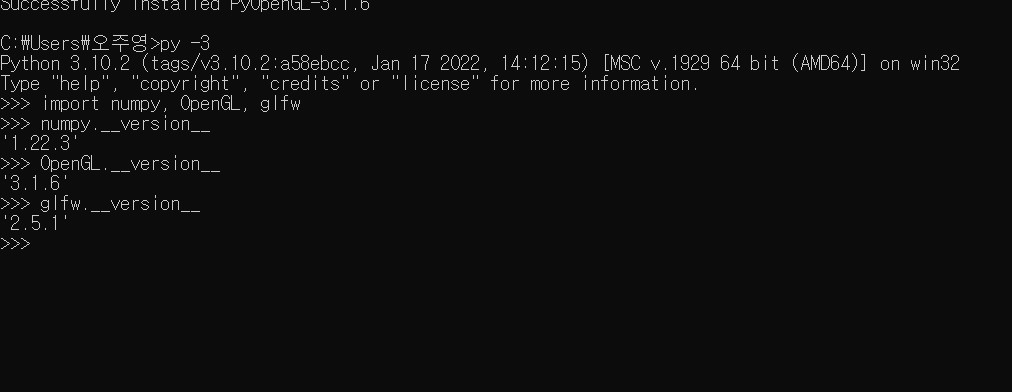 Successfully installed PyOpenGL-3.1.6
C:₩Users₩오주영>py -3
Python 3.10.2 (tags/v3.10.2:a58ebcc, Jan 17 2022, 14:12:15) [MSC v.1929 64 bit (AMD64)] on win32
Type "help", "copyright", "credits" or "license" for more information.
>>> import numpy, OpenGL, glfw
>>> numpy.__version__
'1.22.3'
>>> OpenGL.__version__
'3.1.6'
>>> glfw.__version__
'2.5.1'
>>>